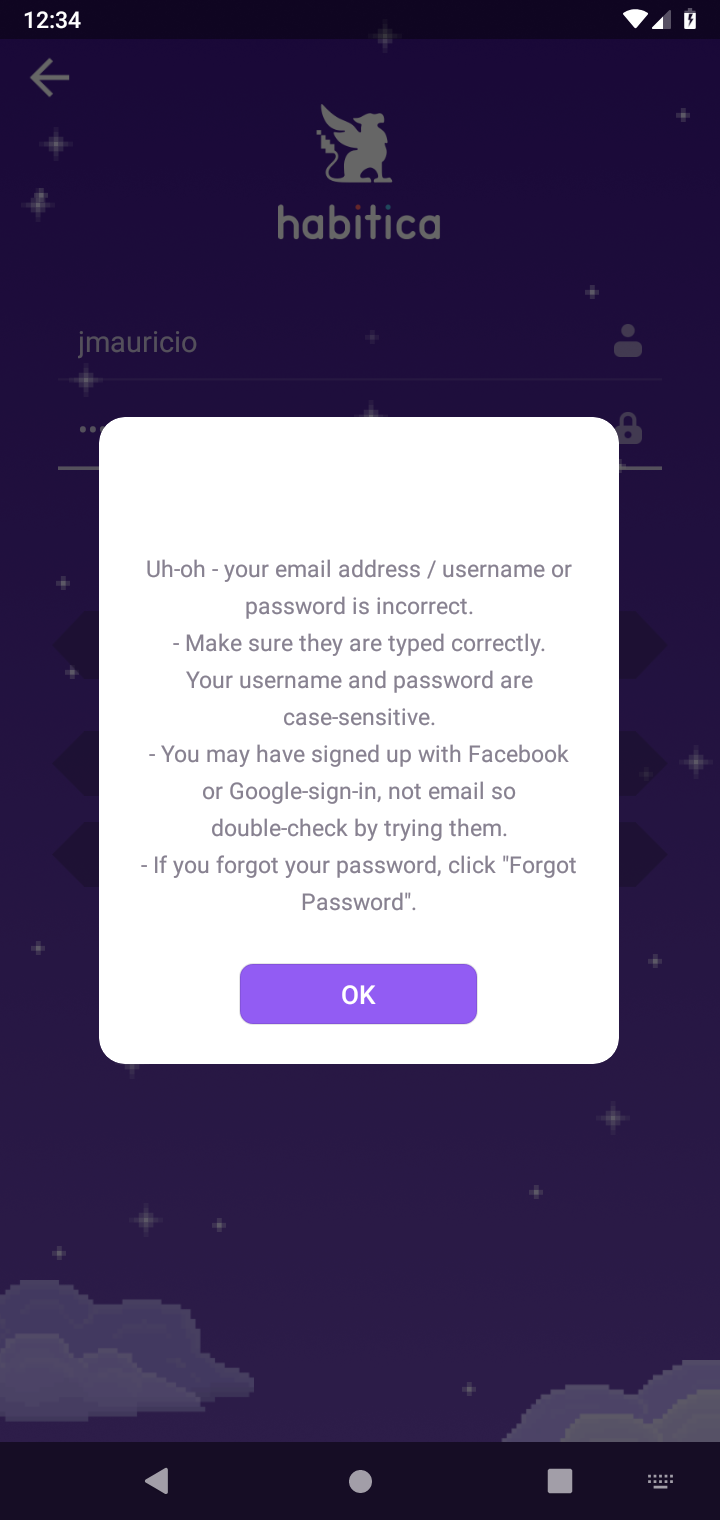 12:34
habitica
jmauricio
Uh-oh - your email address / username or
password is incorrect.
- Make sure they are typed correctly.
Your username and password are
case-sensitive.
- You may have signed up with Facebook
or Google-sign-in, not email so
double-check by trying them.
- If you forgot your password, click "Forgot
Password".
OK